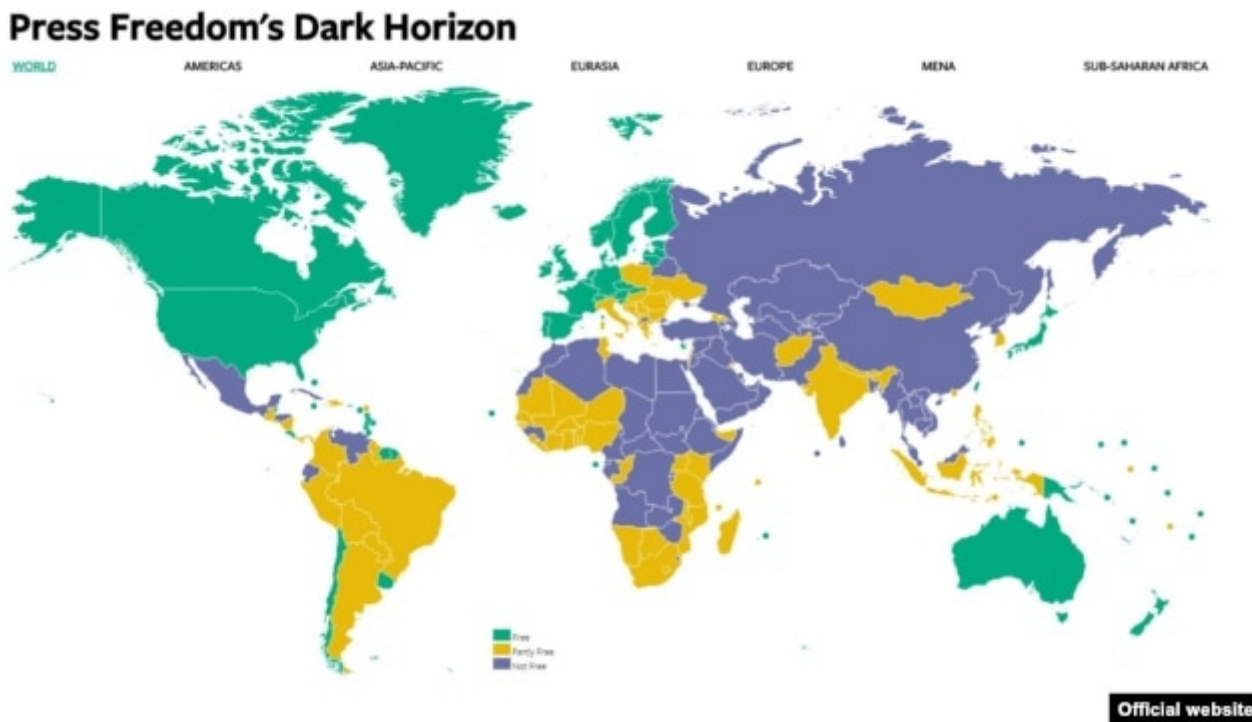 Press Freedom's Dark Horizon
WORLD AMERICAS ASIA-PACIFIC EURASIA EUROPE MENA SUB-SAHARAN AFRICA
Free
Partly Free
Not Free
Official website